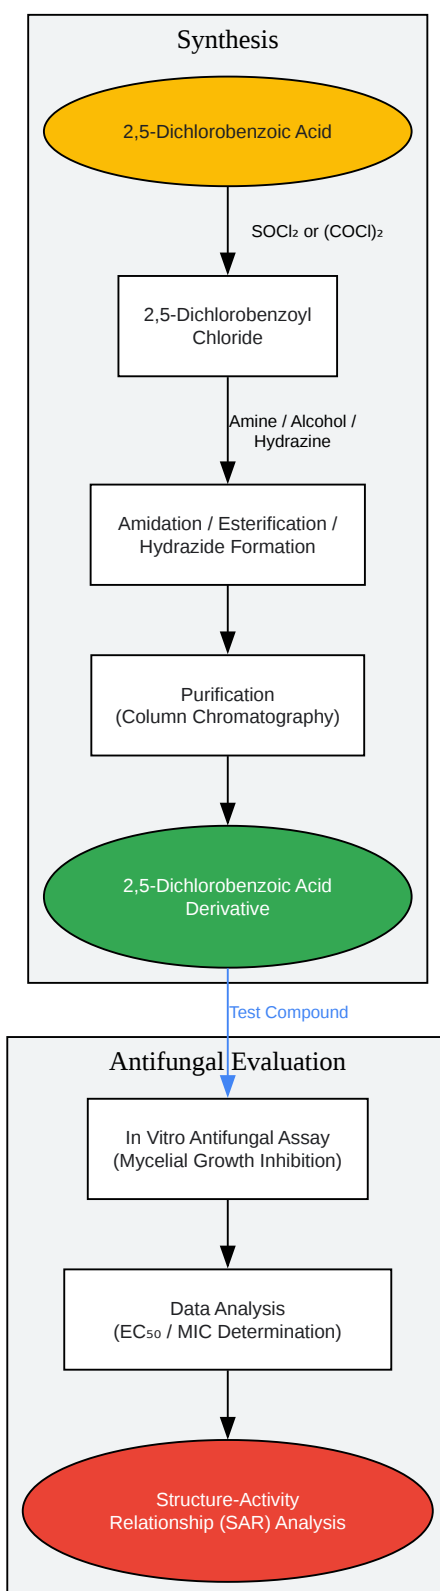 Synthesis
2,5-Dichlorobenzoic Acid
SOCl₂ or (COCl)₂
2,5-Dichlorobenzoyl
Chloride
Amine / Alcohol /
Hydrazine
Amidation / Esterification /
Hydrazide Formation
Purification
(Column Chromatography)
2,5-Dichlorobenzoic Acid
Derivative
Test Compound
Antifungal Evaluation
In Vitro Antifungal Assay
(Mycelial Growth Inhibition)
Data Analysis
(EC₅₀ / MIC Determination)
Structure-Activity
Relationship (SAR) Analysis